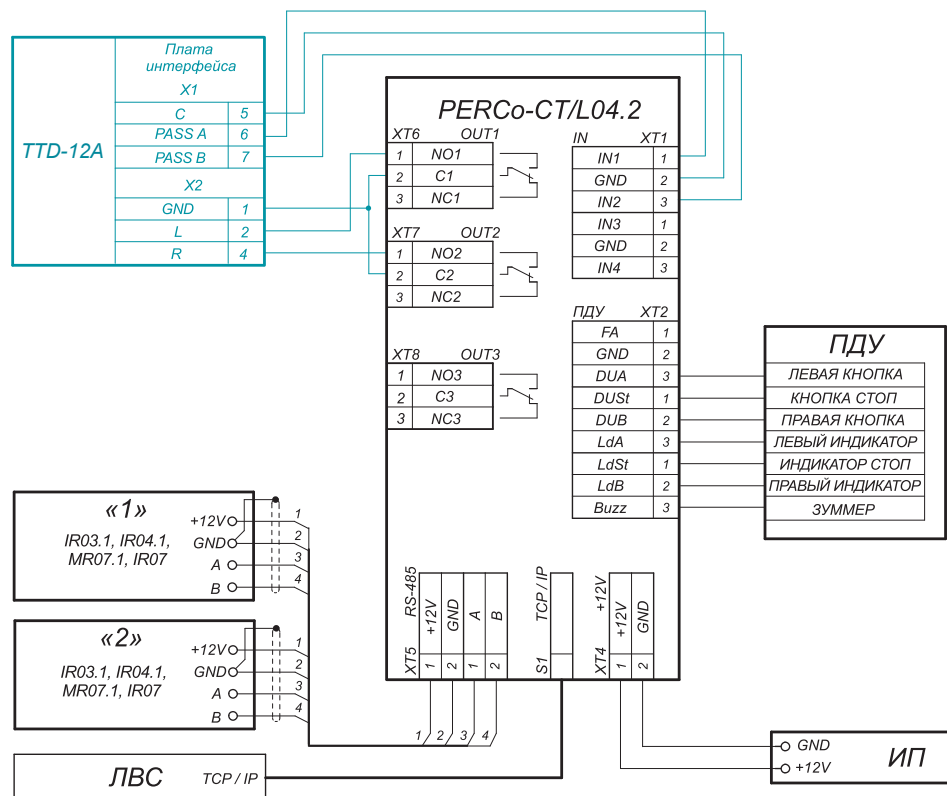 TTD-12A
Плата
интерфейса
X1
C 5
PASS A 6
PASS B 7
X2
GND 1
L 2
R 4
PERCo-CT/L04.2
XT6 OUT1
1 NO1
2 C1
3 NC1
XT7 OUT2
1 NO2
2 C2
3 NC2
XT8 OUT3
1 NO3
2 C3
3 NC3
IN XT1
IN1 1
GND 2
IN2 3
IN3 1
GND 2
IN4 3
ПДУ XT2
FA 1
GND 2
DUA 3
DUSt 1
DUB 2
LdA 3
LdSt 1
LdB 2
Buzz 3
ПДУ
ЛЕВАЯ КНОПКА
КНОПКА СТОП
ПРАВАЯ КНОПКА
ЛЕВЫЙ ИНДИКАТОР
ИНДИКАТОР СТОП
ПРАВЫЙ ИНДИКАТОР
ЗУММЕР
«1»
IR03.1, IR04.1,
MR07.1, IR07
+12V 1
GND 2
A 3
B 4
«2»
IR03.1, IR04.1,
MR07.1, IR07
+12V 1
GND 2
A 3
B 4
XT5 RS-485
1 +12V
2 GND
1 A
2 B
1 2 3 4
S1 TCP / IP
XT4 +12V
1 +12V
2 GND
ЛВС TCP / IP
GND
+12V
ИП